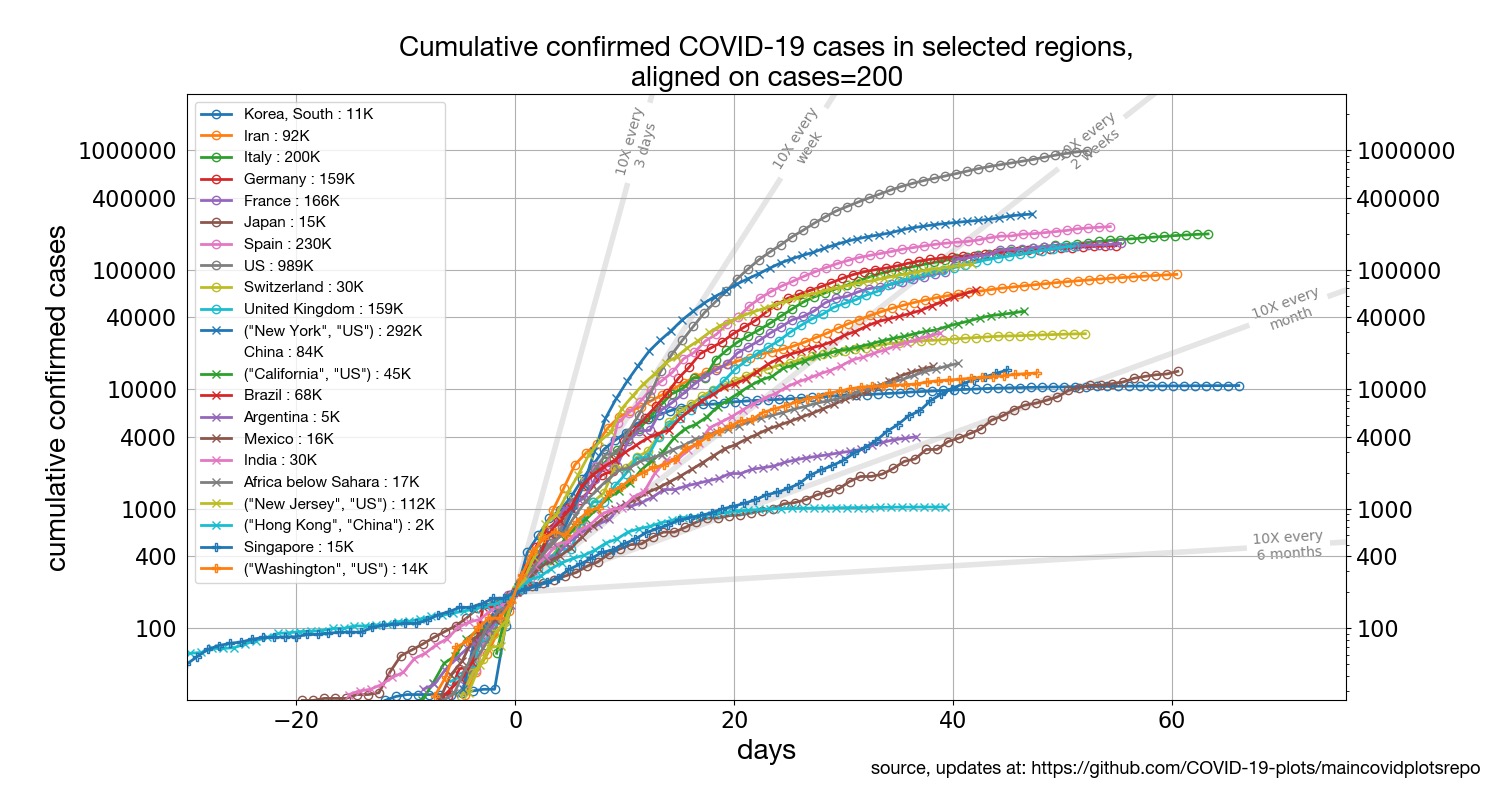 Cumulative confirmed COVID-19 cases in selected regions,
aligned on cases=200
cumulative confirmed cases
1000000
400000
100000
40000
10000
4000
1000
400
100
Korea, South : 11K
Iran : 92K
Italy : 200K
Germany : 159K
France : 166K
Japan : 15K
Spain : 230K
US : 989K
Switzerland : 30K
United Kingdom : 159K
("New York", "US") : 292K
China : 84K
("California", "US") : 45K
Brazil : 68K
Argentina : 5K
Mexico : 16K
India : 30K
Africa below Sahara : 17K
("New Jersey", "US") : 112K
("Hong Kong", "China") : 2K
Singapore : 15K
("Washington", "US") : 14K
10X every
3 days
10X every
week
10X every
2 weeks
10X every
month
10X every
6 months
1000000
400000
100000
40000
10000
4000
1000
400
100
−20
0
20
40
60
days
source, updates at: https://github.com/COVID-19-plots/maincovidplotsrepo